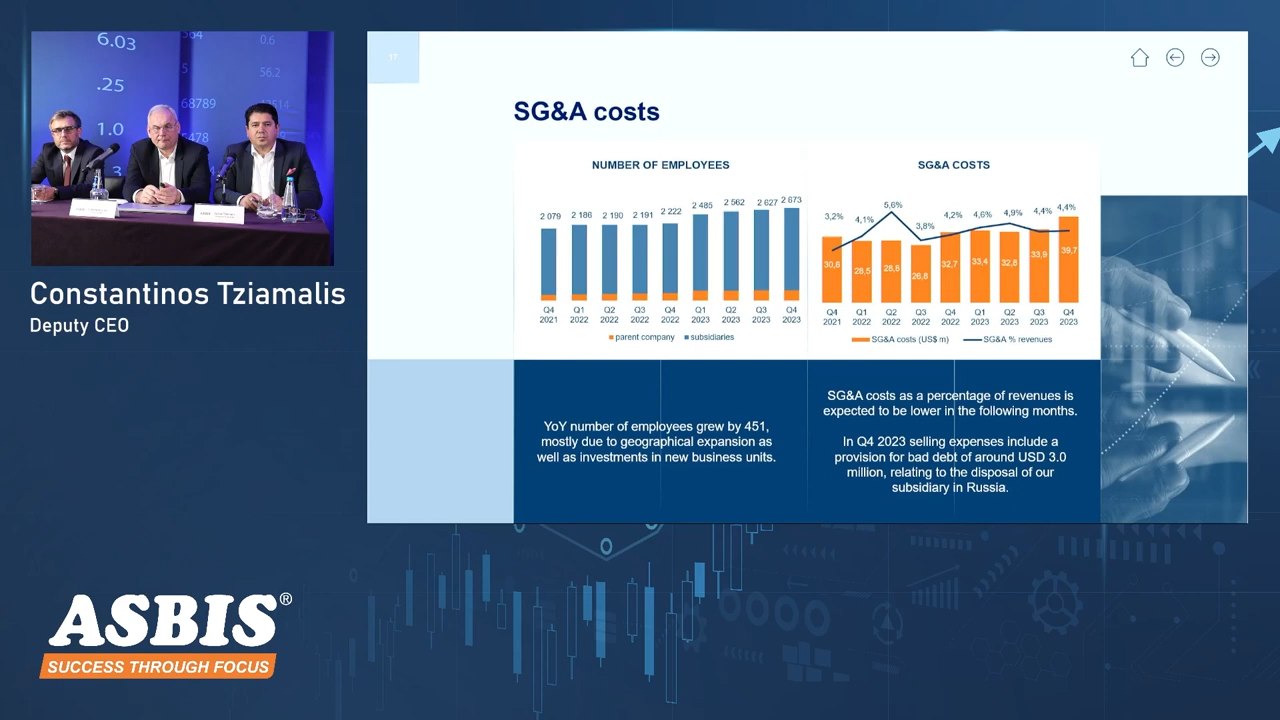 6.03
564
0.6
.25
5
56.2
68789
1.0
5478
Constantinos Tziamalis
Deputy CEO
ASBIS®
SUCCESS THROUGH FOCUS
17
SG&A costs
NUMBER OF EMPLOYEES
2 079 2 186 2 190 2 191 2 222 2 485 2 562 2 627 2 673
Q4 Q1 Q2 Q3 Q4 Q1 Q2 Q3 Q4
2021 2022 2022 2022 2022 2023 2023 2023 2023
parent company subsidiaries
SG&A COSTS
3,2% 4,1% 5,6% 3,8% 4,2% 4,6% 4,9% 4,4% 4,4%
30,6 28,5 28,8 26,8 32,7 33,4 32,8 33,9 39,7
Q4 Q1 Q2 Q3 Q4 Q1 Q2 Q3 Q4
2021 2022 2022 2022 2022 2023 2023 2023 2023
SG&A costs (US$ m) SG&A % revenues
YoY number of employees grew by 451,
mostly due to geographical expansion as
well as investments in new business units.
SG&A costs as a percentage of revenues is
expected to be lower in the following months.
In Q4 2023 selling expenses include a
provision for bad debt of around USD 3.0
million, relating to the disposal of our
subsidiary in Russia.